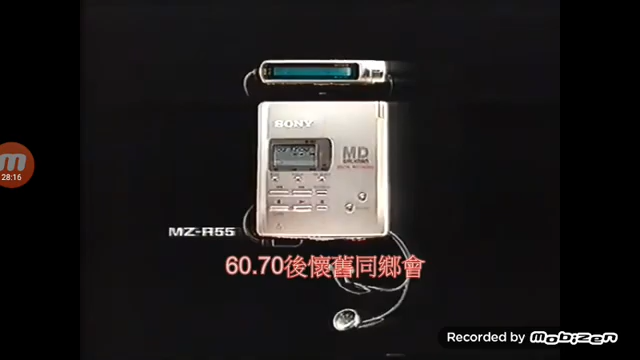 SONY
MD
WALKMAN
28:16
MZ-R55
60.70後懷舊同鄉會
Recorded by mobizen